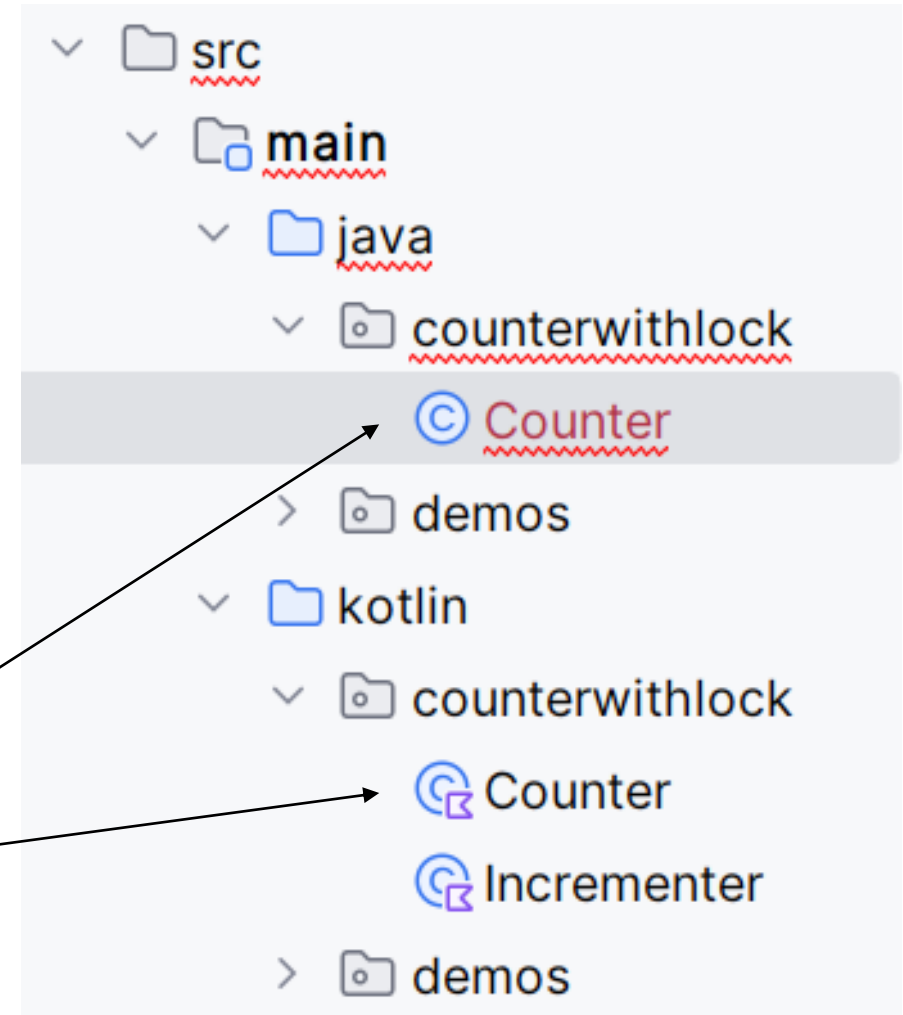 src
main
java
counterwithlock
Counter
demos
kotlin
counterwithlock
Counter
Incrementer
demos